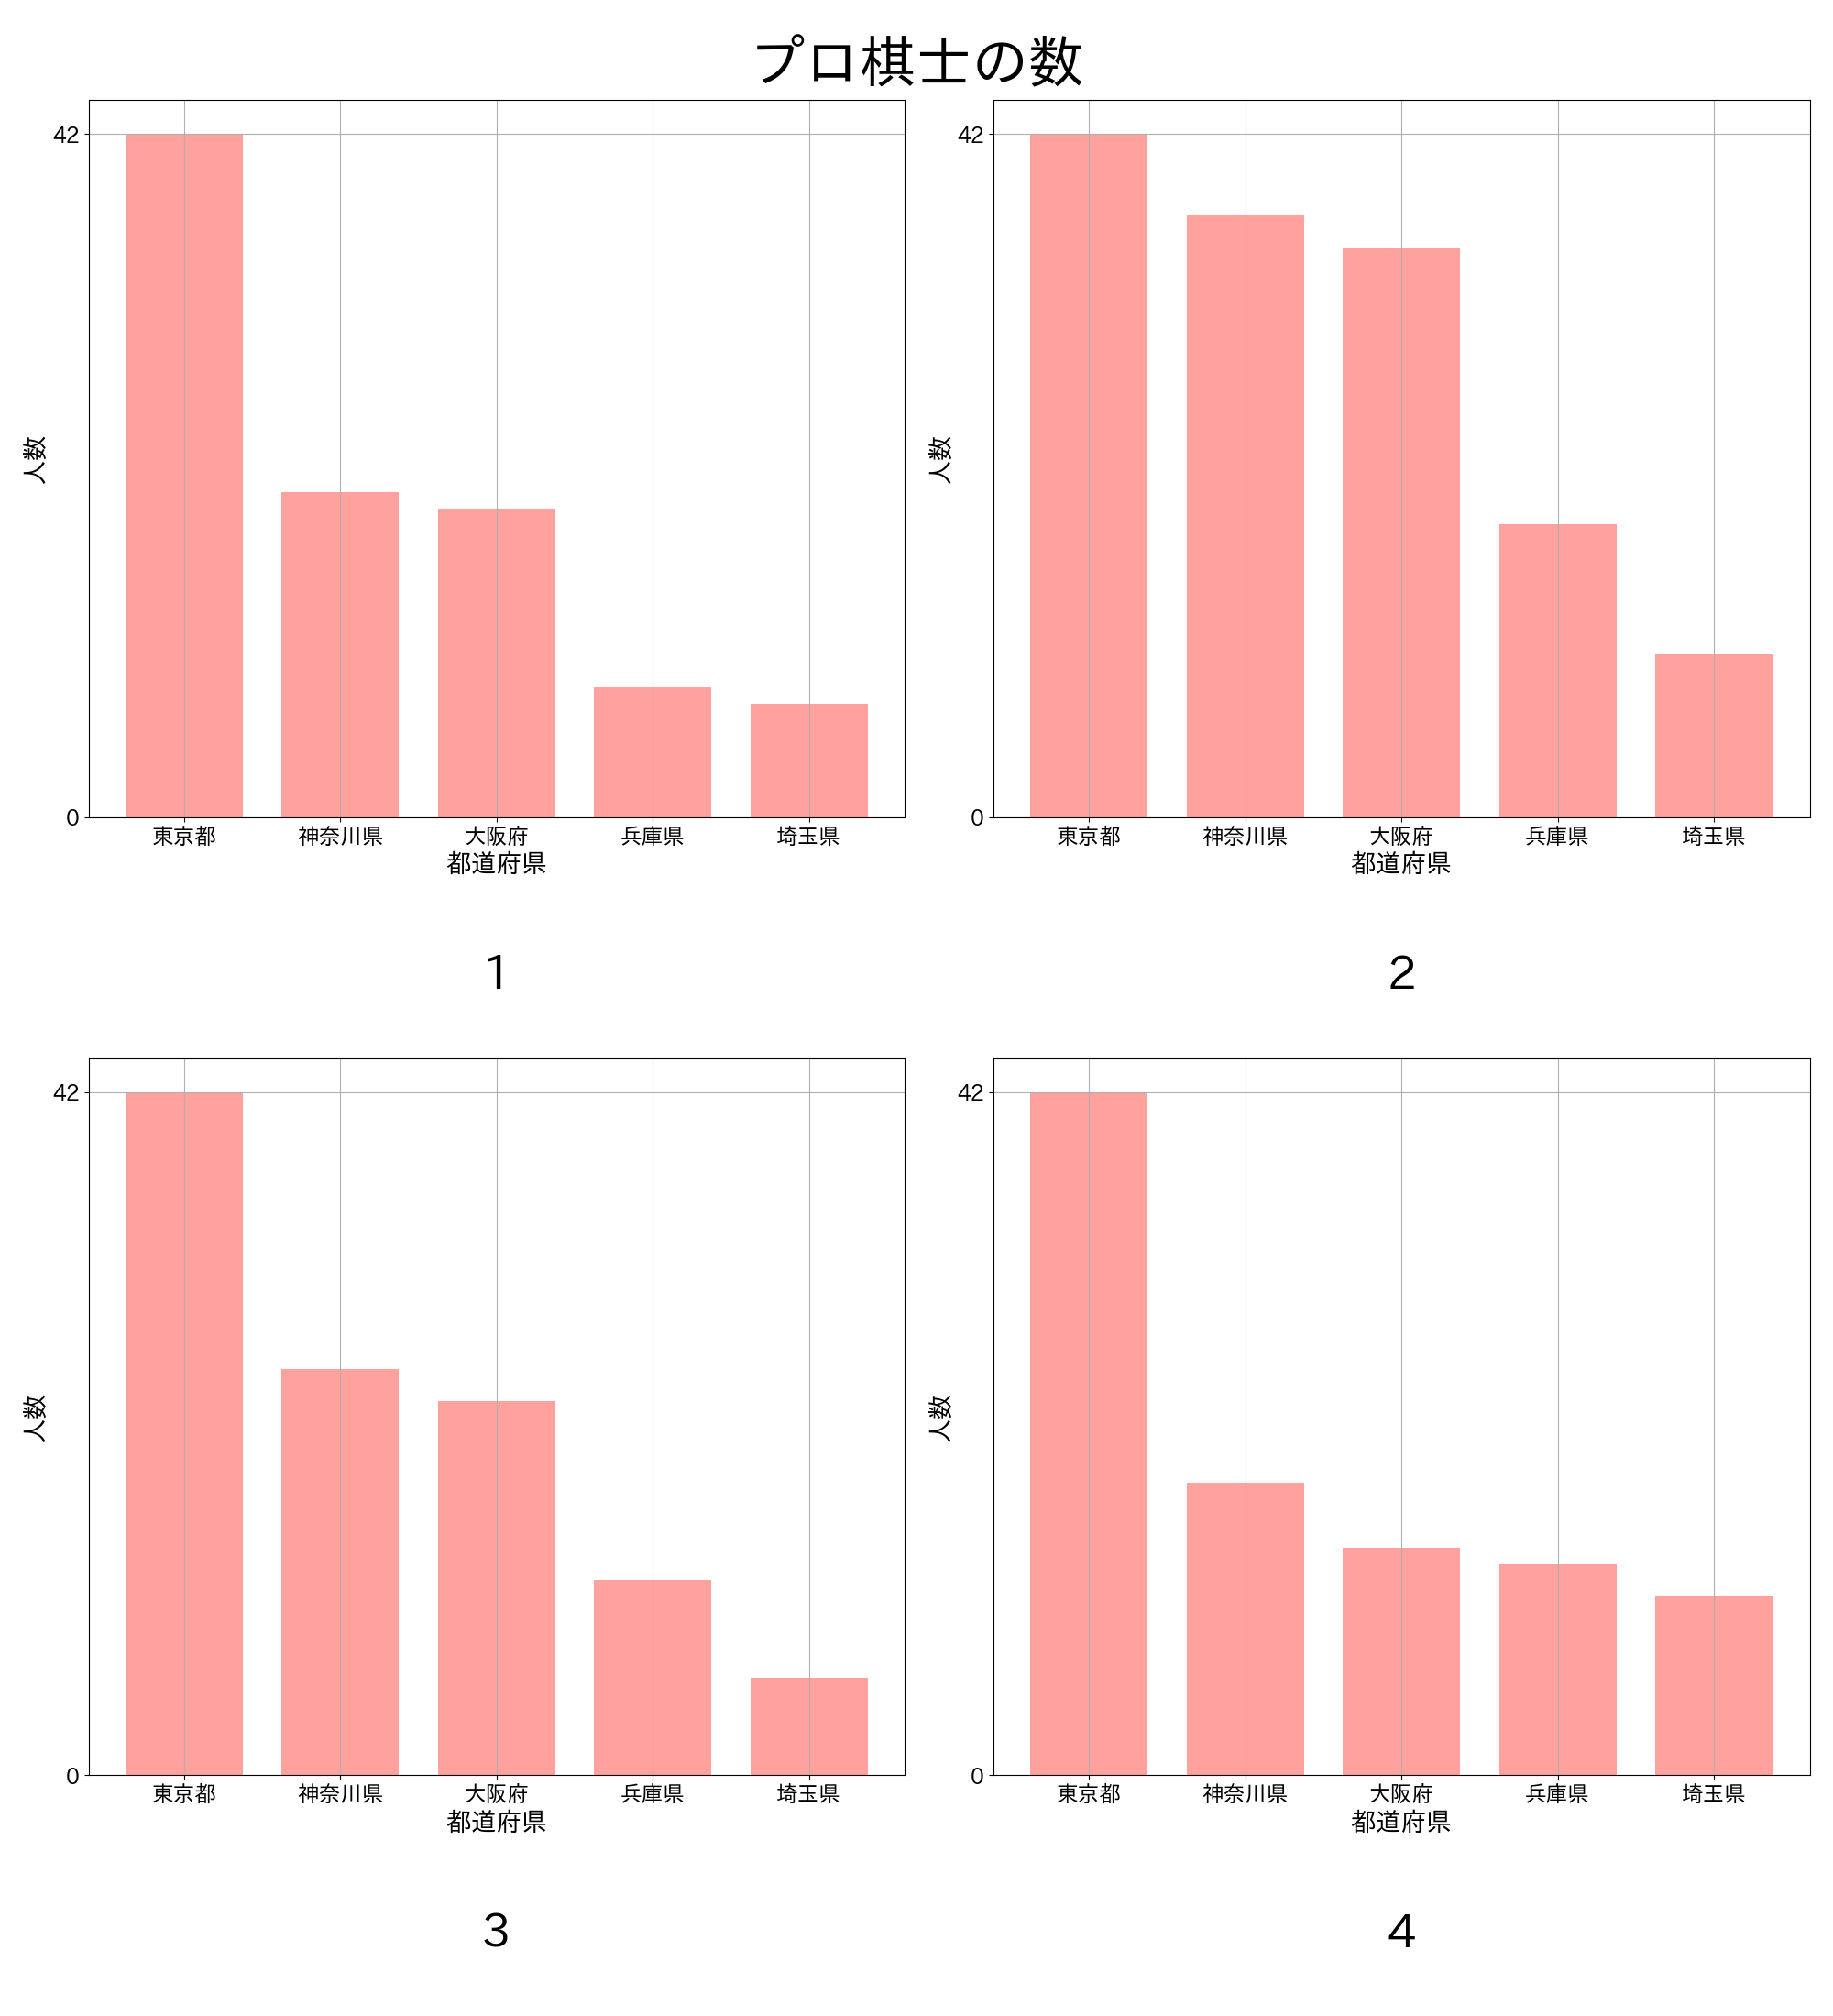 プロ棋士の数
42
0
人数
東京都 神奈川県 大阪府 兵庫県 埼玉県
都道府県
1
42
0
人数
東京都 神奈川県 大阪府 兵庫県 埼玉県
都道府県
2
42
0
人数
東京都 神奈川県 大阪府 兵庫県 埼玉県
都道府県
3
42
0
人数
東京都 神奈川県 大阪府 兵庫県 埼玉県
都道府県
4